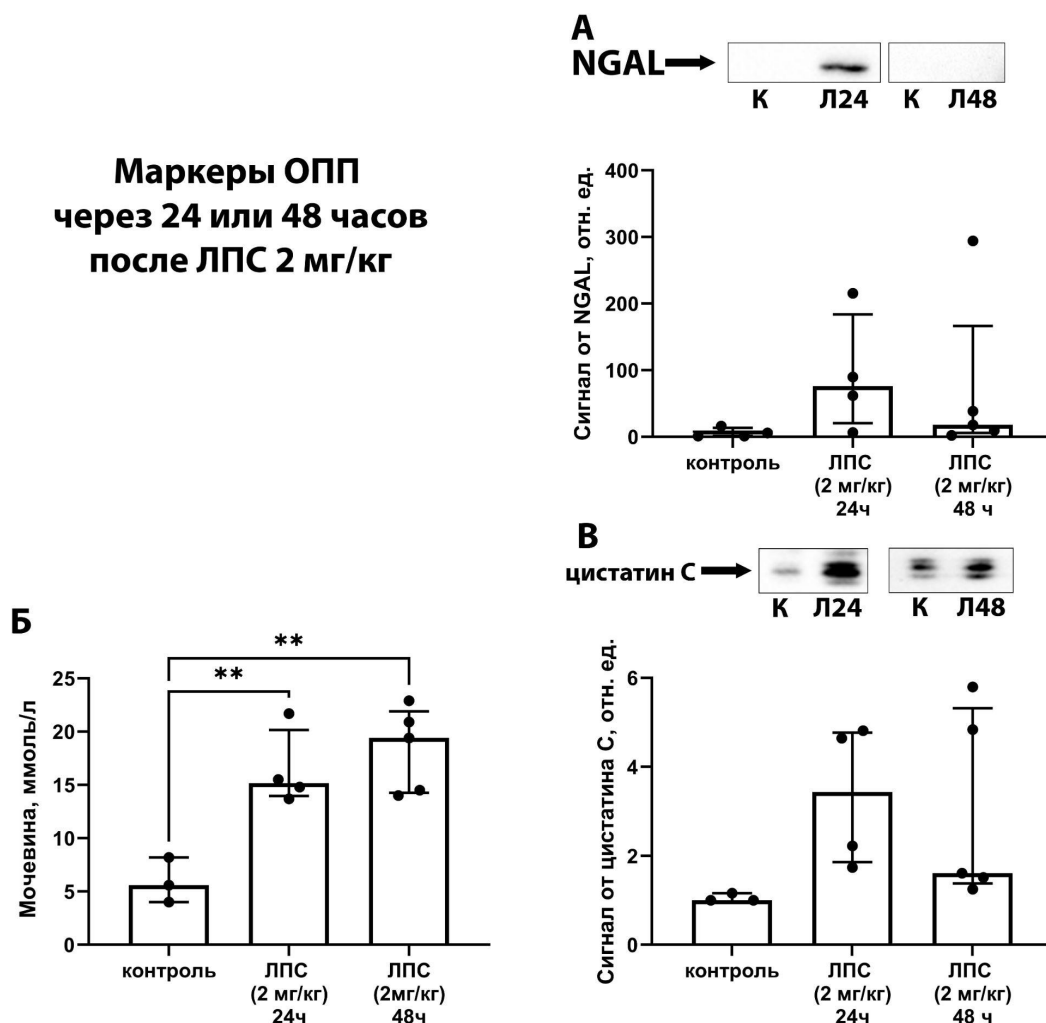 Маркеры ОПП
через 24 или 48 часов
после ЛПС 2 мг/кг
А
NGAL
К Л24 К Л48
Сигнал от NGAL, отн. ед.
400
300
200
100
0
контроль
ЛПС
(2 мг/кг)
24ч
ЛПС
(2 мг/кг)
48 ч
Б
** **
Мочевина, ммоль/л
25
20
15
10
5
0
контроль
ЛПС
(2 мг/кг)
24ч
ЛПС
(2мг/кг)
48ч
В
цистатин С
К Л24 К Л48
Сигнал от цистатина С, отн. ед.
6
4
2
0
контроль
ЛПС
(2 мг/кг)
24ч
ЛПС
(2 мг/кг)
48 ч